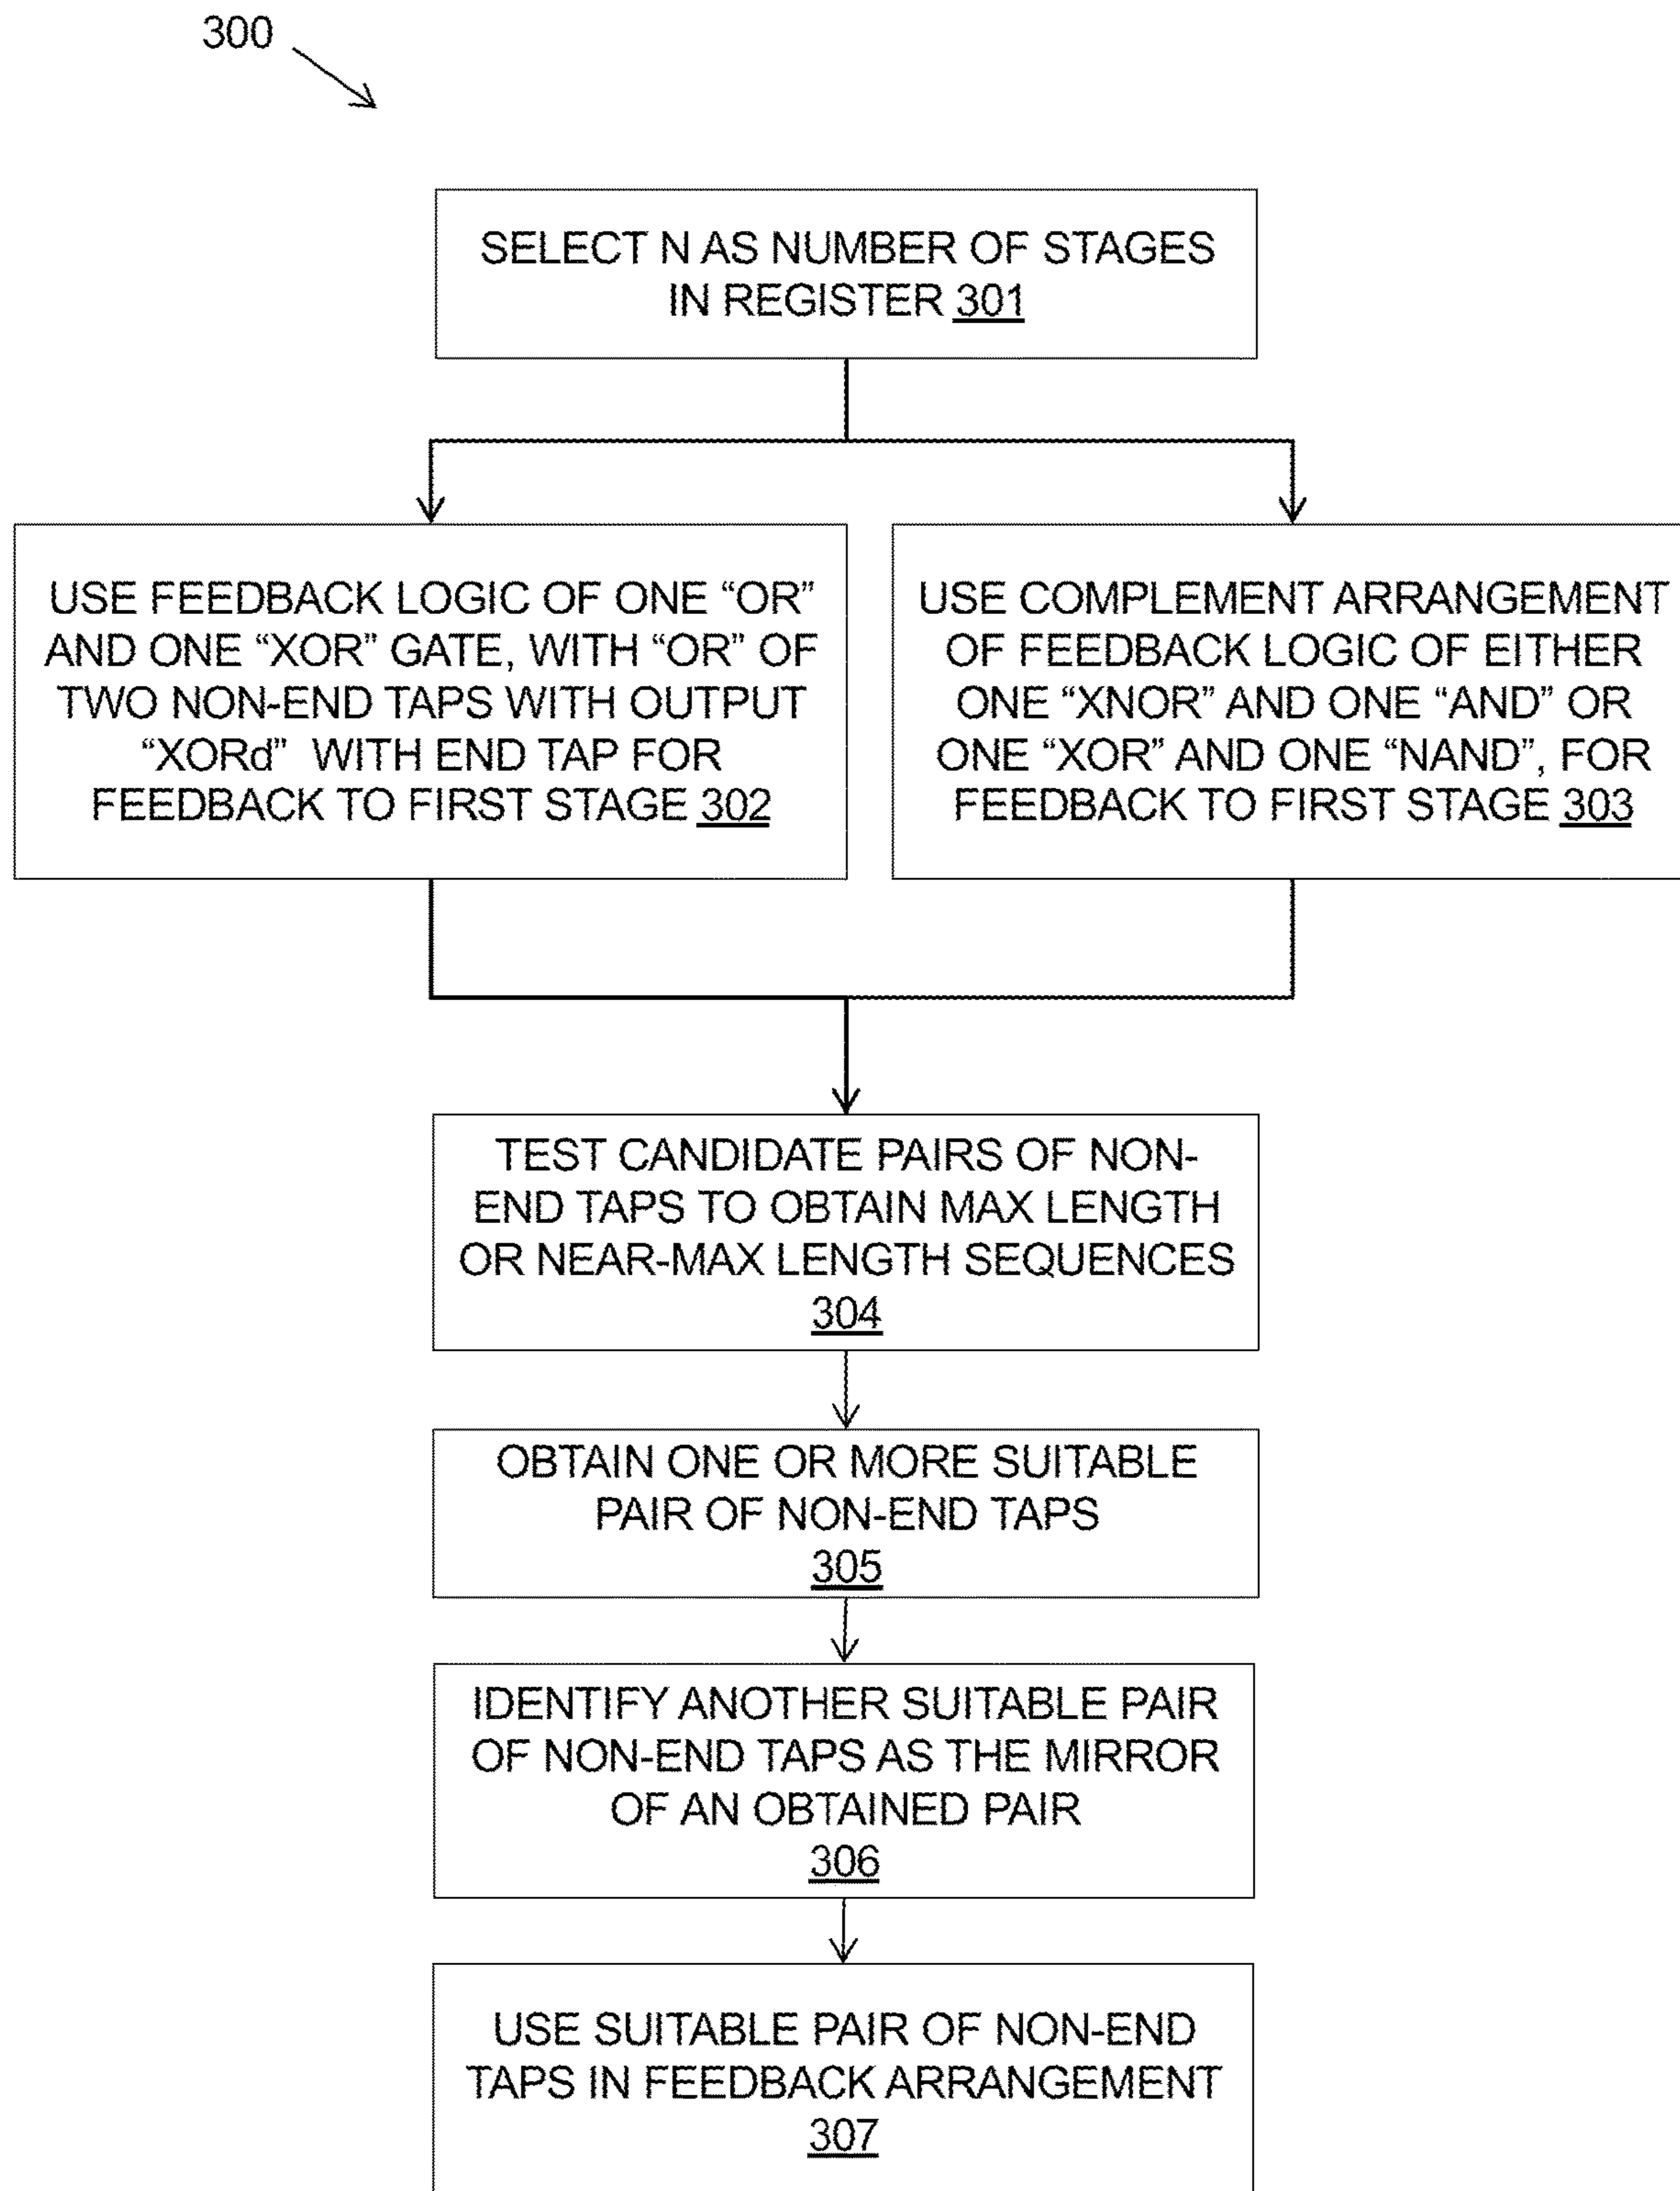 300
SELECT N AS NUMBER OF STAGES
IN REGISTER 301
USE FEEDBACK LOGIC OF ONE “OR”
AND ONE “XOR” GATE, WITH “OR” OF
TWO NON-END TAPS WITH OUTPUT
“XORd” WITH END TAP FOR
FEEDBACK TO FIRST STAGE 302
USE COMPLEMENT ARRANGEMENT
OF FEEDBACK LOGIC OF EITHER
ONE “XNOR” AND ONE “AND” OR
ONE “XOR” AND ONE “NAND”, FOR
FEEDBACK TO FIRST STAGE 303
TEST CANDIDATE PAIRS OF NON-
END TAPS TO OBTAIN MAX LENGTH
OR NEAR-MAX LENGTH SEQUENCES
304
OBTAIN ONE OR MORE SUITABLE
PAIR OF NON-END TAPS
305
IDENTIFY ANOTHER SUITABLE PAIR
OF NON-END TAPS AS THE MIRROR
OF AN OBTAINED PAIR
306
USE SUITABLE PAIR OF NON-END
TAPS IN FEEDBACK ARRANGEMENT
307